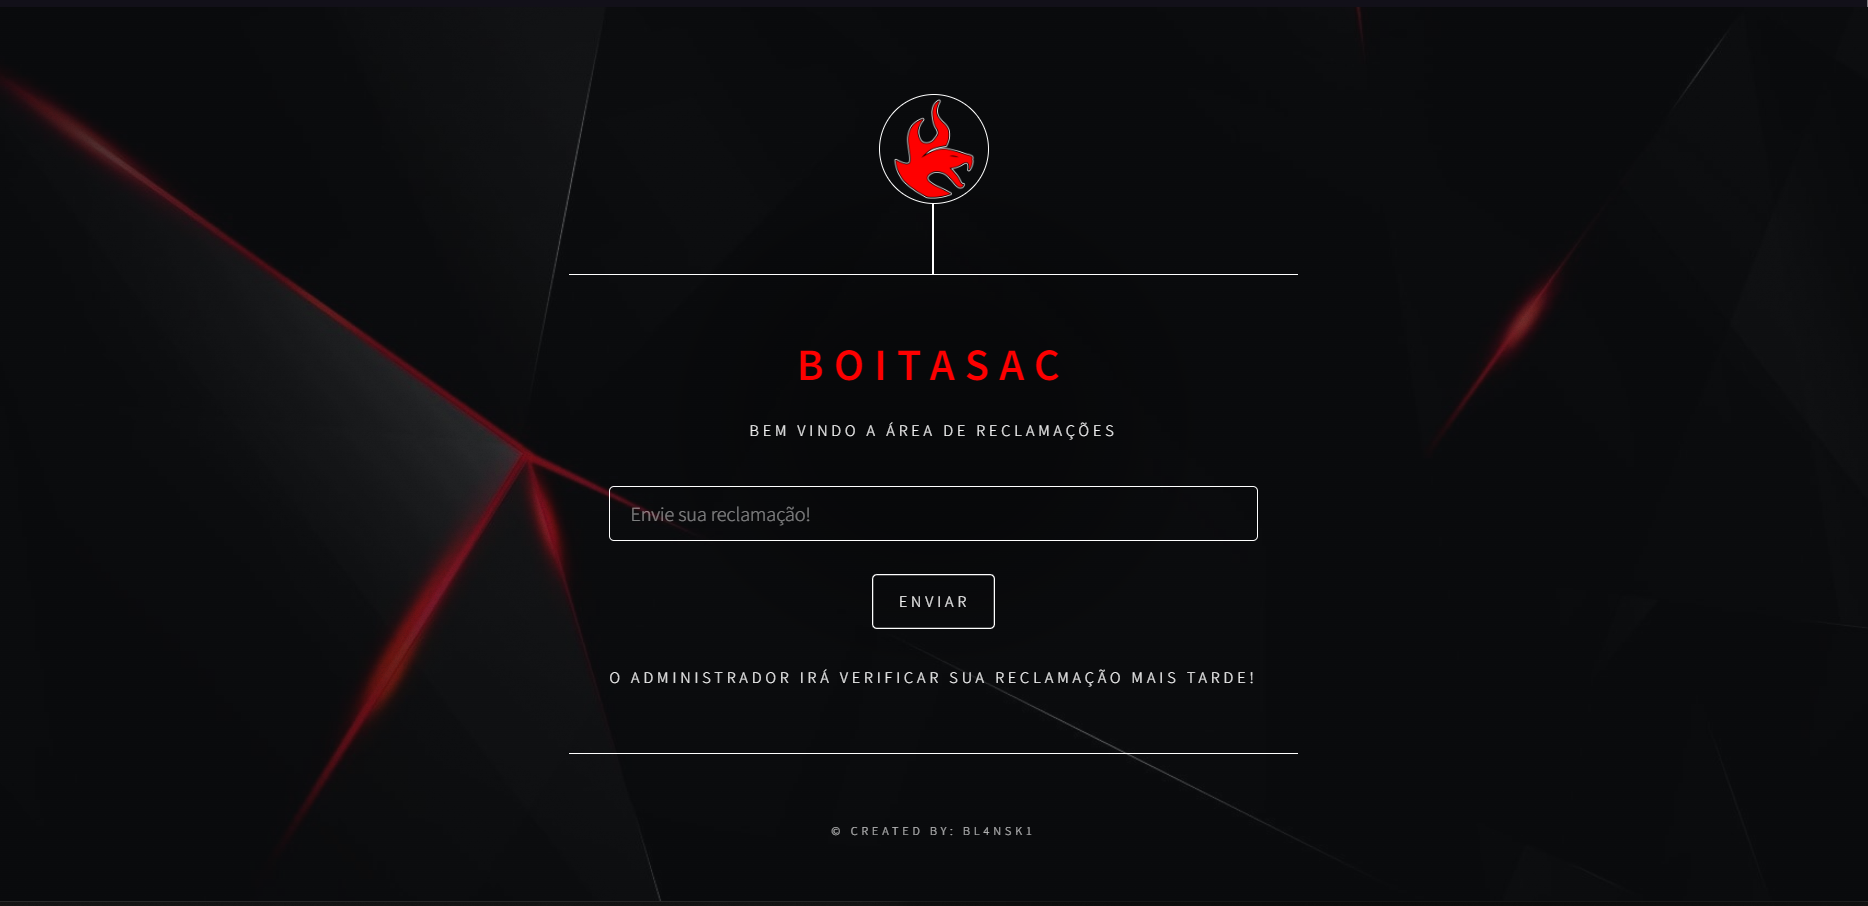 BOITASAC
BEM VINDO A ÁREA DE RECLAMAÇÕES
Envie sua reclamação!
ENVIAR
O ADMINISTRADOR IRÁ VERIFICAR SUA RECLAMAÇÃO MAIS TARDE!
© CREATED BY: BL4NSK1